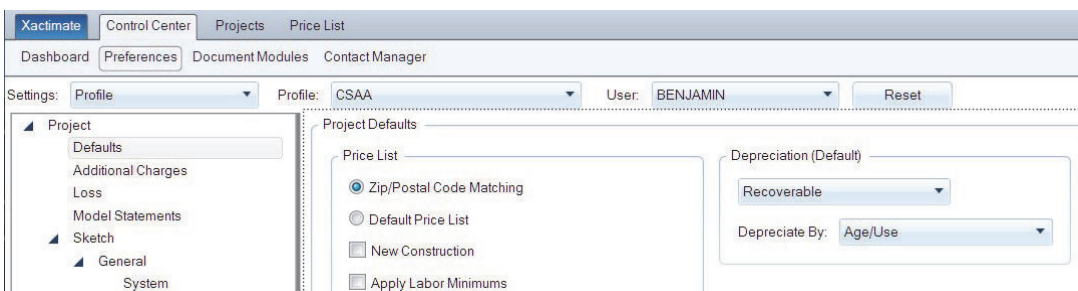 Xactimate Control Center Projects Price List
Dashboard Preferences Document Modules Contact Manager
Settings: Profile Profile: CSAA User: BENJAMIN Reset
Project
Defaults
Additional Charges
Loss
Model Statements
Sketch
General
System
Project Defaults
Price List
Zip/Postal Code Matching
Default Price List
New Construction
Apply Labor Minimums
Depreciation (Default)
Recoverable
Depreciate By: Age/Use